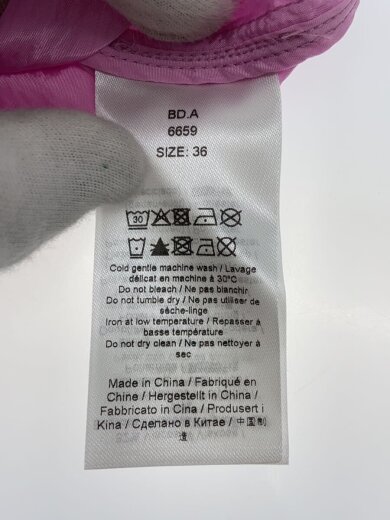 BD.A
6659
SIZE: 36
30
Cold gentle machine wash / Lavage
délicat en machine à 30°C
Do not bleach / Ne pas blanchir
Do not tumble dry / Ne pas utiliser de
sèche-linge
Iron at low temperature / Repasser à
basse température
Do not dry clean / Ne pas nettoyer à
sec
Made in China / Fabriqué en
Chine / Hergestellt in China /
Fabbricato in Cina / Produsert i
Kina / Сделано в Китае / 中国制
造